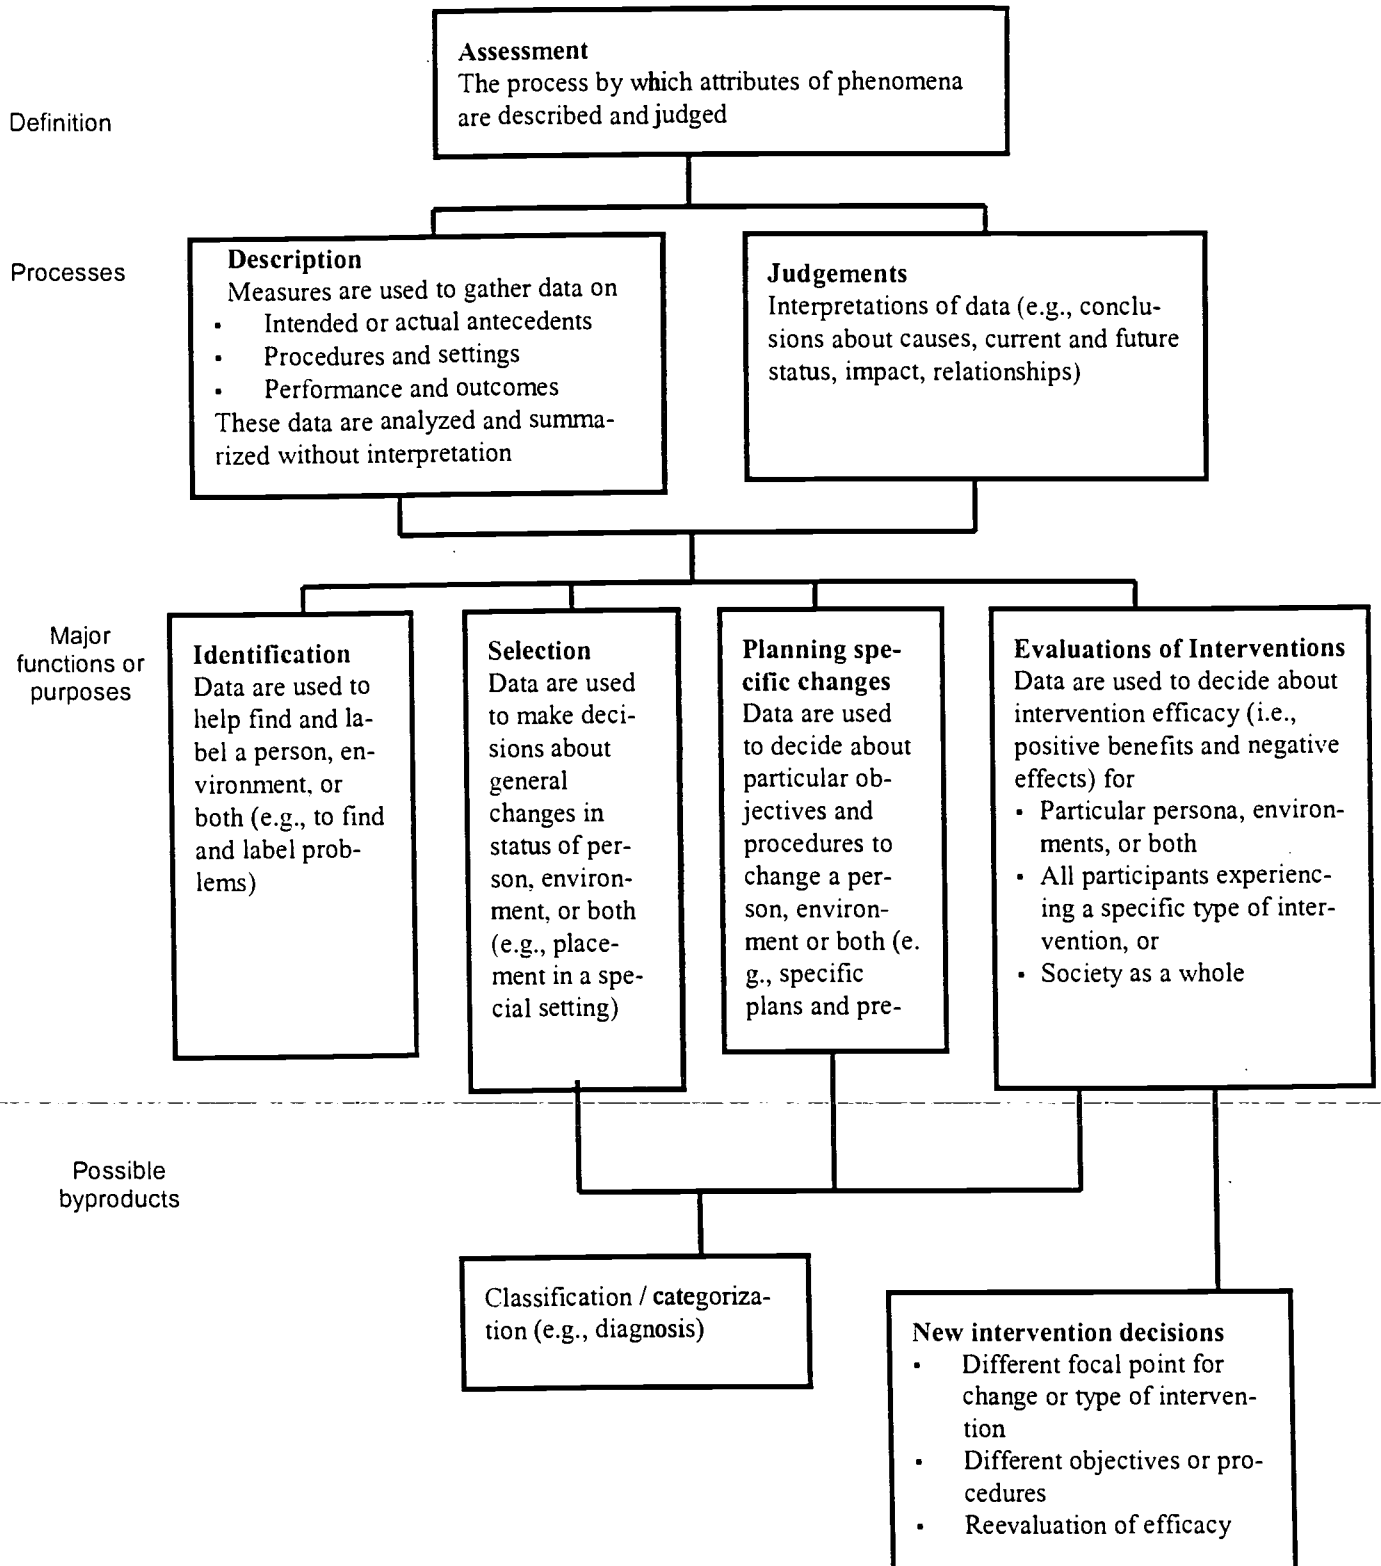 Assessment
The process by which attributes of phenomena
are described and judged
Definition
Processes
Description
Measures are used to gather data on
▪ Intended or actual antecedents
▪ Procedures and settings
▪ Performance and outcomes
These data are analyzed and summa-
rized without interpretation
Judgements
Interpretations of data (e.g., conclu-
sions about causes, current and future
status, impact, relationships)
Major
functions or
purposes
Identification
Data are used to
help find and la-
bel a person, en-
vironment, or
both (e.g., to find
and label prob-
lems)
Selection
Data are used
to make deci-
sions about
general
changes in
status of per-
son, environ-
ment, or both
(e.g., place-
ment in a spe-
cial setting)
Planning spe-
cific changes
Data are used
to decide about
particular ob-
jectives and
procedures to
change a per-
son, environ-
ment or both (e.
g., specific
plans and pre-
Evaluations of Interventions
Data are used to decide about
intervention efficacy (i.e.,
positive benefits and negative
effects) for
▪ Particular persona, environ-
ments, or both
▪ All participants experienc-
ing a specific type of inter-
vention, or
▪ Society as a whole
Possible
byproducts
Classification / categoriza-
tion (e.g., diagnosis)
New intervention decisions
▪ Different focal point for
change or type of interven-
tion
▪ Different objectives or pro-
cedures
▪ Reevaluation of efficacy